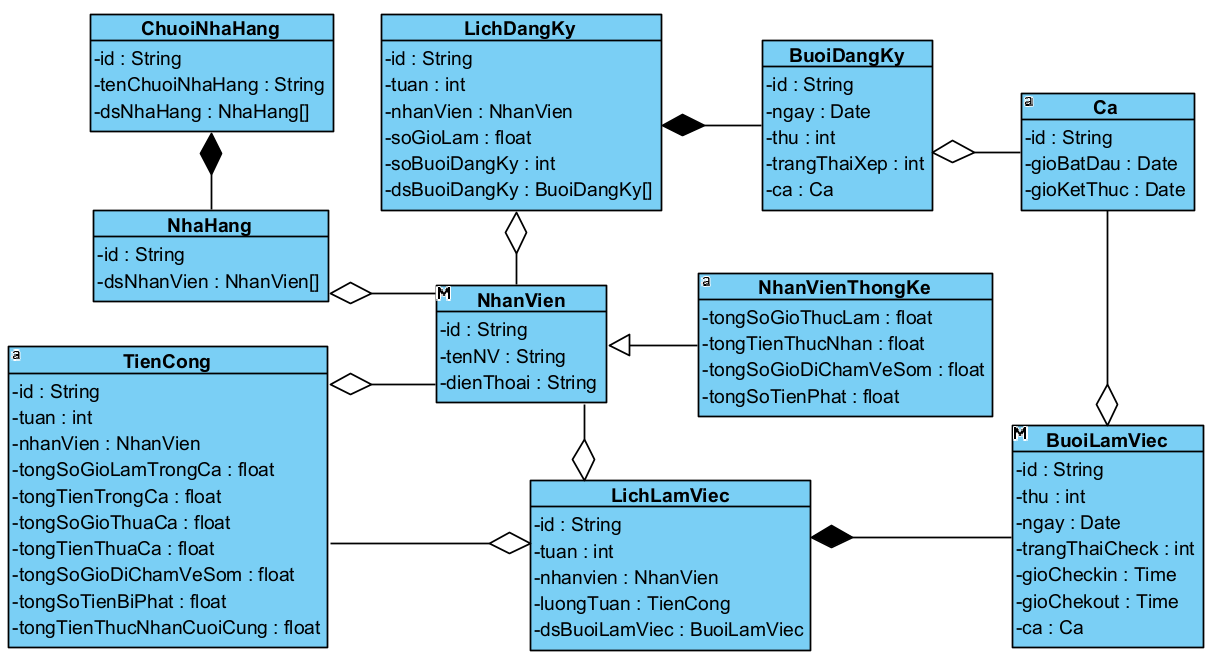 ChuoiNhaHang
-id : String
-tenChuoiNhaHang : String
-dsNhaHang : NhaHang[]
LichDangKy
-id : String
-tuan : int
-nhanVien : NhanVien
-soGioLam : float
-soBuoiDangKy : int
-dsBuoiDangKy : BuoiDangKy[]
BuoiDangKy
-id : String
-ngay : Date
-thu : int
-trangThaiXep : int
-ca : Ca
a
Ca
-id : String
-gioBatDau : Date
-gioKetThuc : Date
NhaHang
-id : String
-dsNhanVien : NhanVien[]
M
NhanVien
-id : String
-tenNV : String
-dienThoai : String
a
NhanVienThongKe
-tongSoGioThucLam : float
-tongTienThucNhan : float
-tongSoGioDiChamVeSom : float
-tongSoTienPhat : float
a
TienCong
-id : String
-tuan : int
-nhanVien : NhanVien
-tongSoGioLamTrongCa : float
-tongTienTrongCa : float
-tongSoGioThuaCa : float
-tongTienThuaCa : float
-tongSoGioDiChamVeSom : float
-tongSoTienBiPhat : float
-tongTienThucNhanCuoiCung : float
LichLamViec
-id : String
-tuan : int
-nhanvien : NhanVien
-luongTuan : TienCong
-dsBuoiLamViec : BuoiLamViec
M
BuoiLamViec
-id : String
-thu : int
-ngay : Date
-trangThaiCheck : int
-gioCheckin : Time
-gioChekout : Time
-ca : Ca